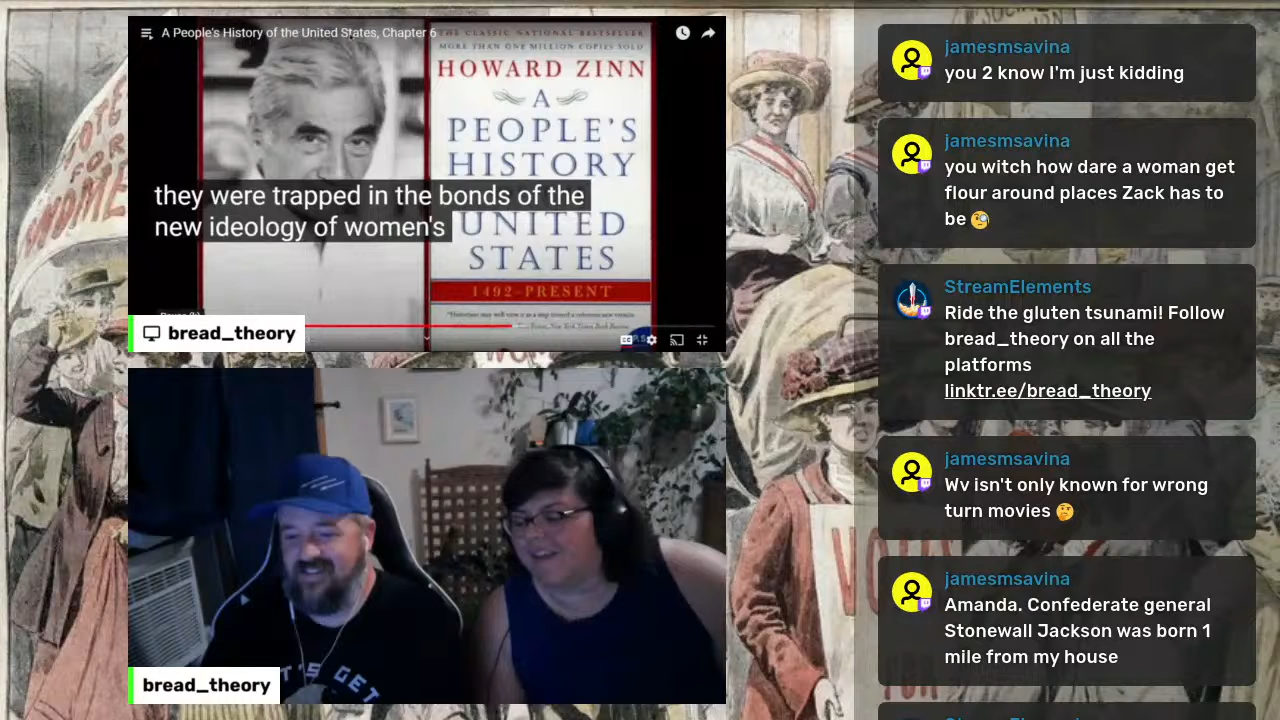 A People's History of the United States, Chapter 6
THE CLASSIC NATIONAL BESTSELLER
MORE THAN ONE MILLION COPIES SOLD
HOWARD ZINN
A
PEOPLE'S
HISTORY
they were trapped in the bonds of the
new ideology of women's
UNITED
STATES
1492–PRESENT
bread_theory
bread_theory
T'S GET
VOTE
FOR
WOMEN
jamesmsavina
you 2 know I'm just kidding
jamesmsavina
you witch how dare a woman get
flour around places Zack has to
be 🧐
StreamElements
Ride the gluten tsunami! Follow
bread_theory on all the
platforms
linktr.ee/bread_theory
jamesmsavina
Wv isn't only known for wrong
turn movies 🤔
jamesmsavina
Amanda. Confederate general
Stonewall Jackson was born 1
mile from my house